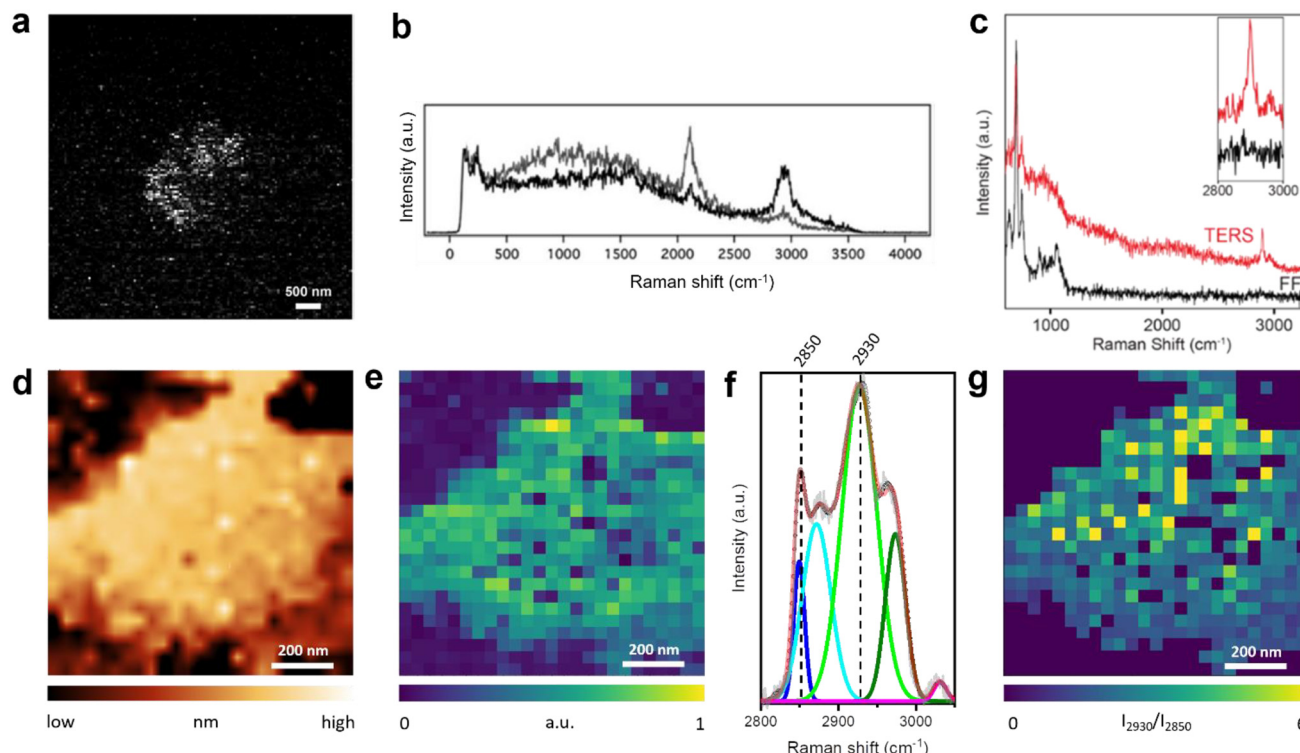 a
500 nm
b
Intensity (a.u.)
0 500 1000 1500 2000 2500 3000 3500 4000
Raman shift (cm⁻¹)
c
Intensity (a.u.)
2800 3000
TERS
FF
1000 2000 3000
Raman Shift (cm⁻¹)
d
200 nm
low nm high
e
200 nm
0 a.u. 1
f
2850
2930
Intensity (a.u.)
2800 2900 3000
Raman shift (cm⁻¹)
g
200 nm
0 I₂₉₃₀/I₂₈₅₀ 6